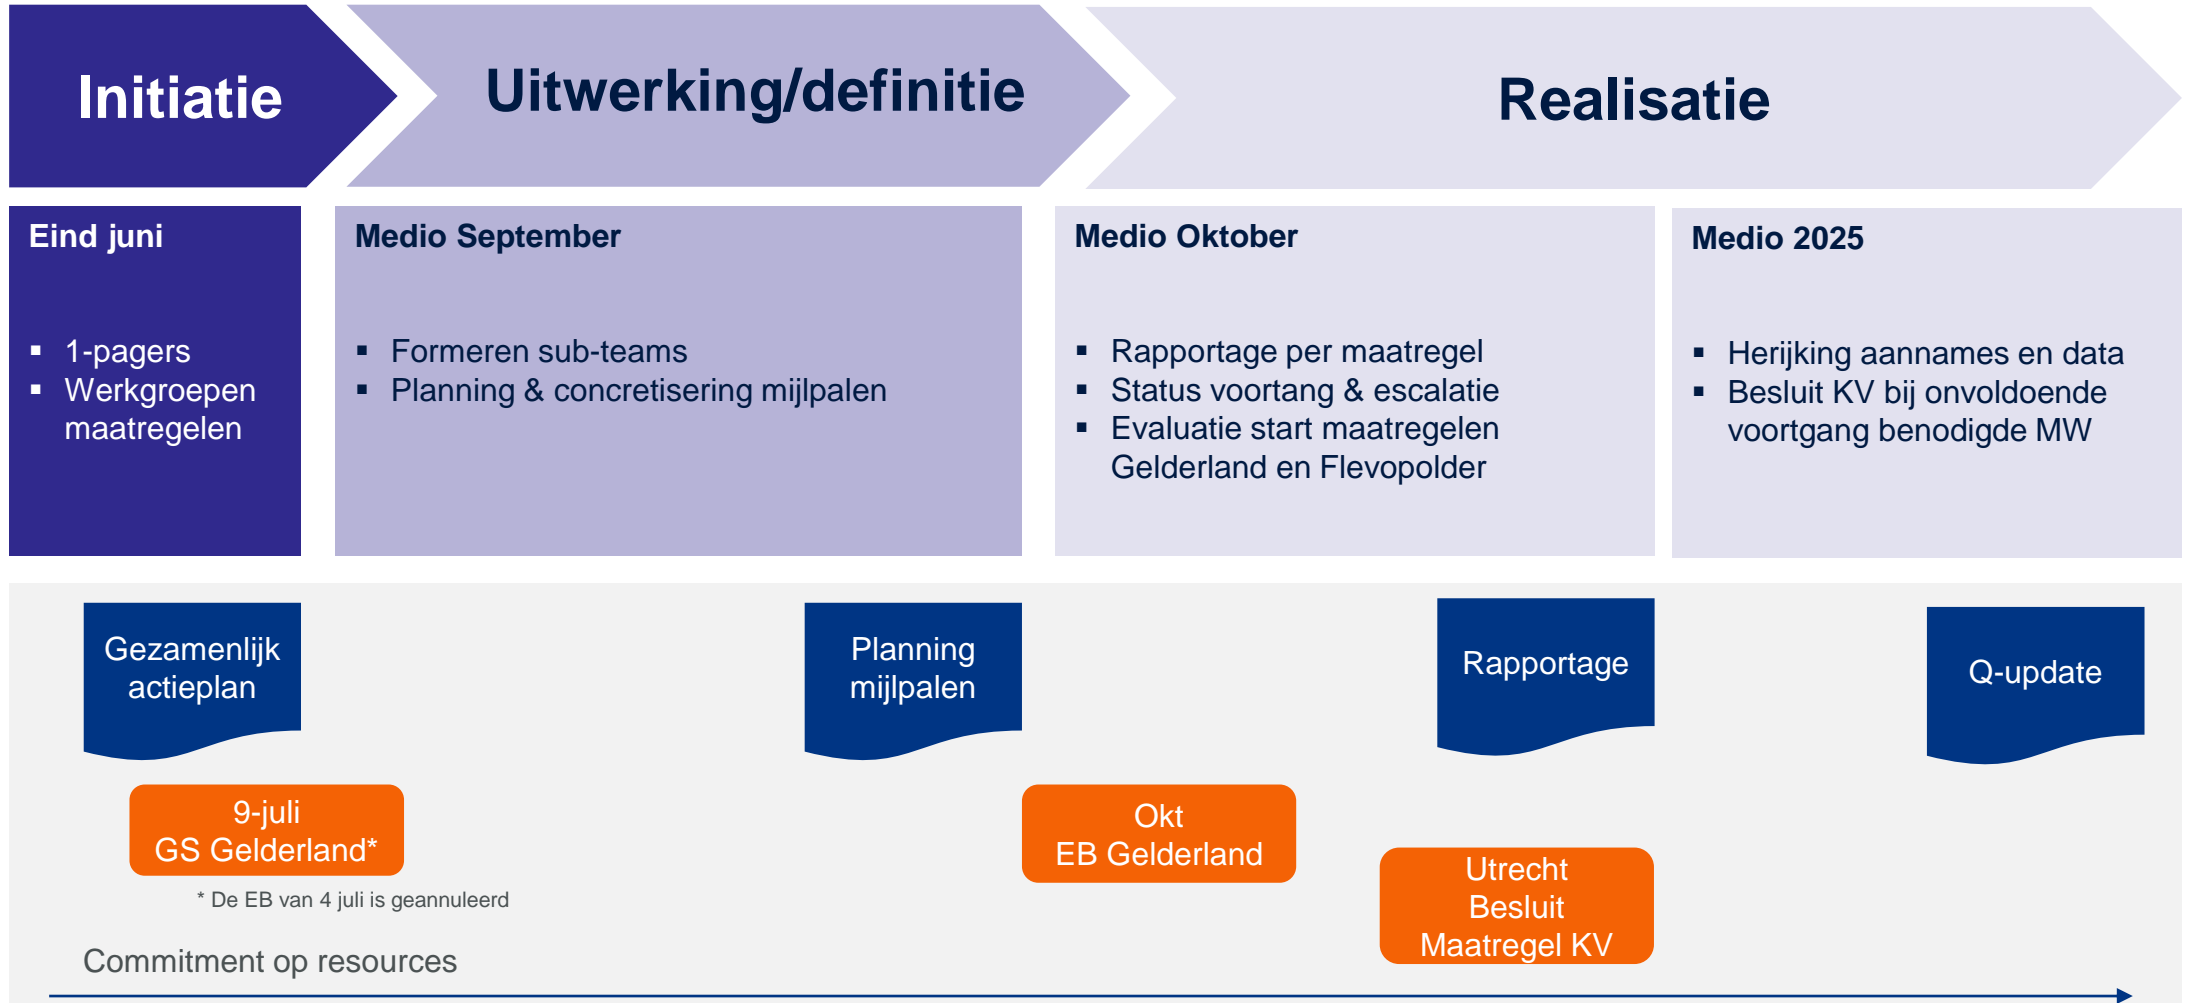 Initiatie
Uitwerking/definitie
Realisatie
Eind juni
▪ 1-pagers
▪ Werkgroepen
maatregelen
Medio September
▪ Formeren sub-teams
▪ Planning & concretisering mijlpalen
Medio Oktober
▪ Rapportage per maatregel
▪ Status voortang & escalatie
▪ Evaluatie start maatregelen
Gelderland en Flevopolder
Medio 2025
▪ Herijking aannames en data
▪ Besluit KV bij onvoldoende
voortgang benodigde MW
Gezamenlijk
actieplan
Planning
mijlpalen
Rapportage
Q-update
9-juli
GS Gelderland*
* De EB van 4 juli is geannuleerd
Okt
EB Gelderland
Utrecht
Besluit
Maatregel KV
Commitment op resources